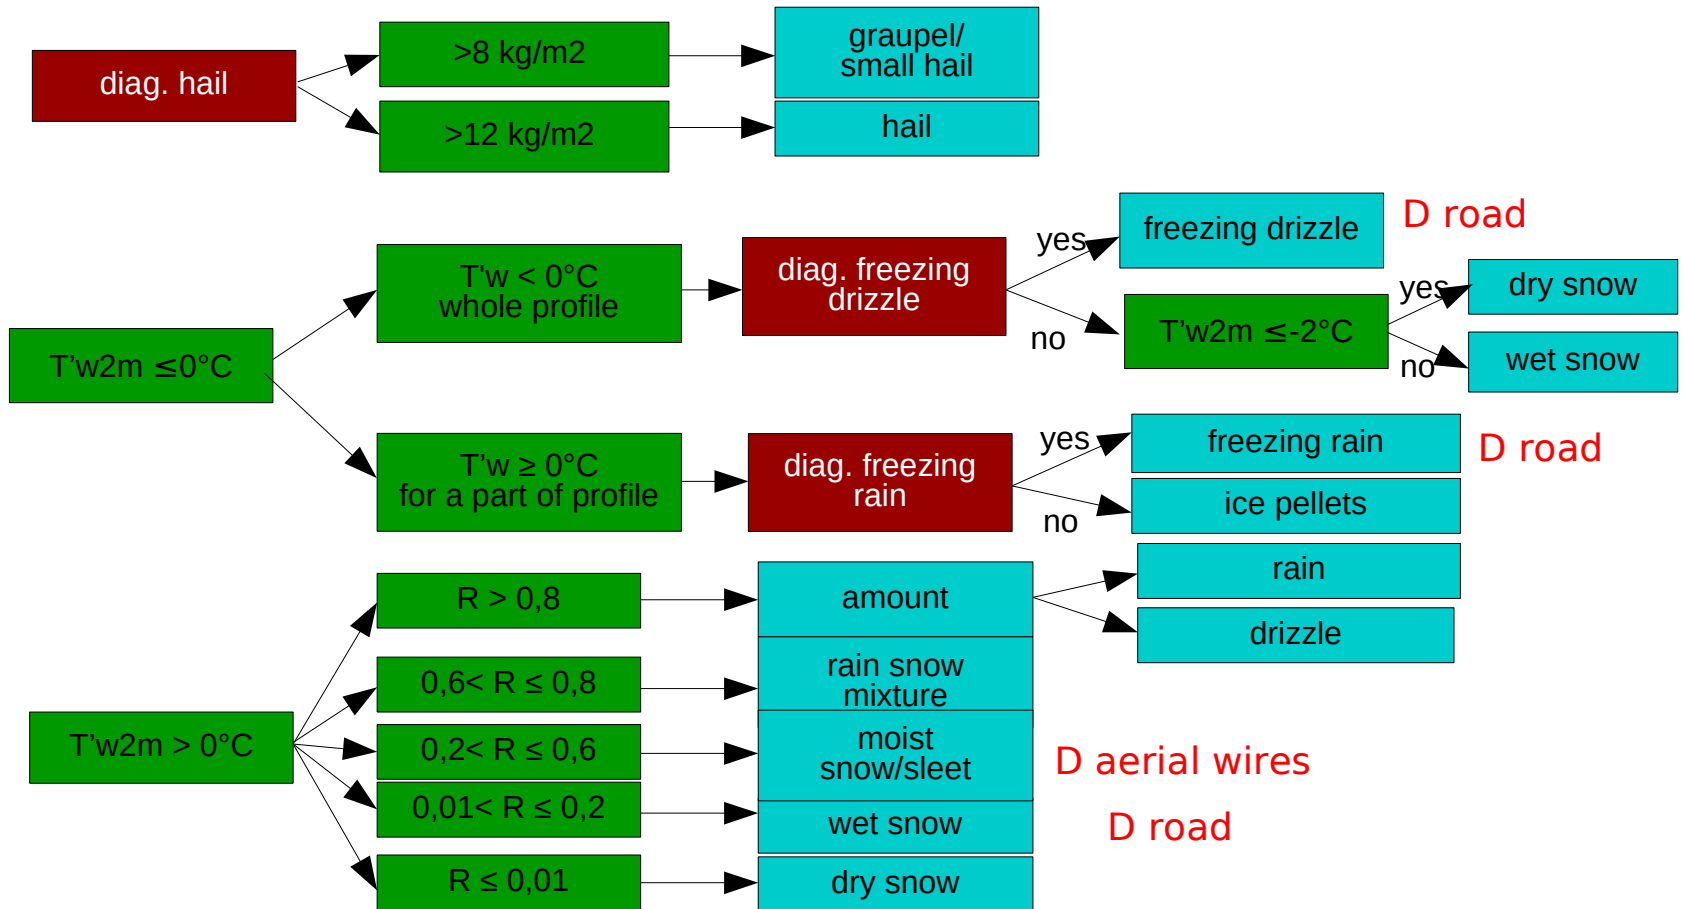 diag. hail
>8 kg/m2
graupel/
small hail
>12 kg/m2
hail
T’w2m ≤0°C
T'w < 0°C
whole profile
diag. freezing
drizzle
yes
freezing drizzle
D road
no
T’w2m ≤-2°C
yes
dry snow
no
wet snow
T’w ≥ 0°C
for a part of profile
diag. freezing
rain
yes
freezing rain
D road
no
ice pellets
T’w2m > 0°C
R > 0,8
amount
rain
drizzle
0,6< R ≤ 0,8
rain snow
mixture
0,2< R ≤ 0,6
moist
snow/sleet
D aerial wires
0,01< R ≤ 0,2
wet snow
D road
R ≤ 0,01
dry snow